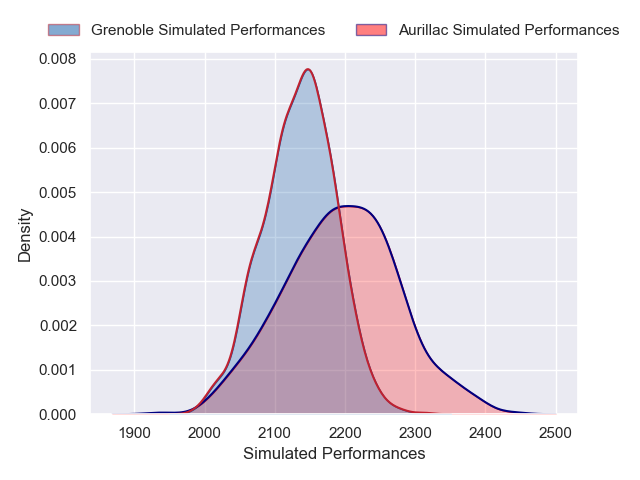 Grenoble Simulated Performances Aurillac Simulated Performances
0.008
0.007
0.006
0.005
0.004
0.003
0.002
0.001
0.000
Density
1900 2000 2100 2200 2300 2400 2500
Simulated Performances